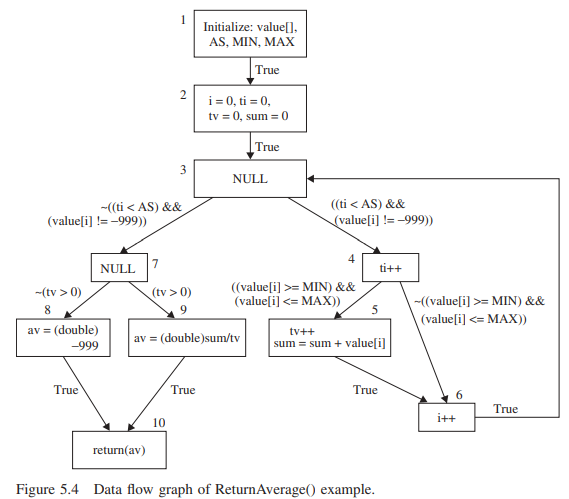 1
Initialize: value[],
AS, MIN, MAX
True
2
i = 0, ti = 0,
tv = 0, sum = 0
True
3
NULL
~((ti < AS) &&
(value[i] != −999))
((ti < AS) &&
(value[i] != −999))
NULL
7
4
ti++
~(tv > 0)
(tv > 0)
((value[i] >= MIN) &&
(value[i] <= MAX))
~((value[i] >= MIN) &&
(value[i] <= MAX))
8
9
5
av = (double)
−999
av = (double)sum/tv
tv++
sum = sum + value[i]
True
True
True
6
i++
True
10
return(av)
Figure 5.4 Data flow graph of ReturnAverage() example.